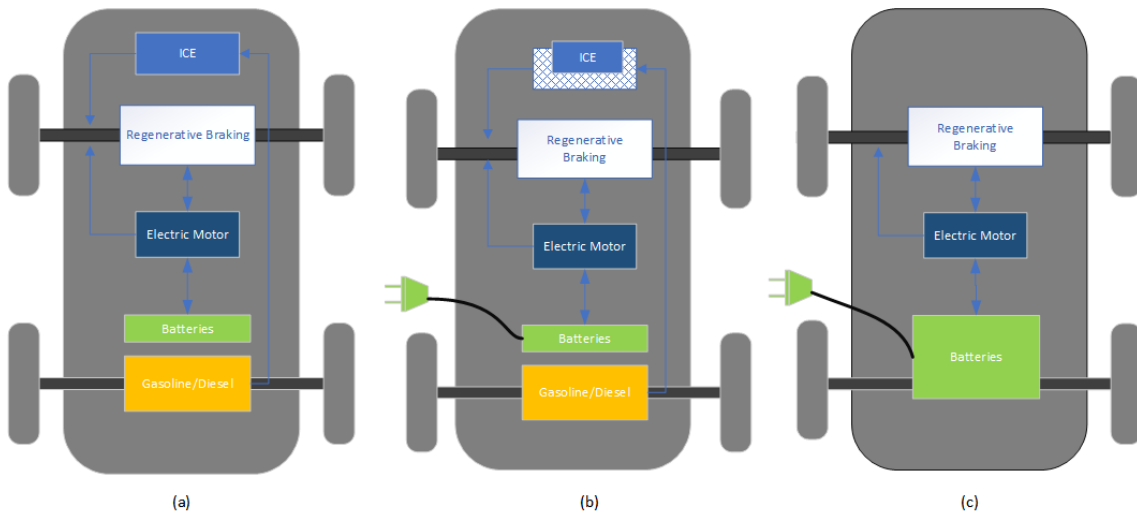 ICE
Regenerative Braking
Electric Motor
Batteries
Gasoline/Diesel
(a)
ICE
Regenerative
Braking
Electric Motor
Batteries
Gasoline/Diesel
(b)
Regenerative
Braking
Electric Motor
Batteries
(c)